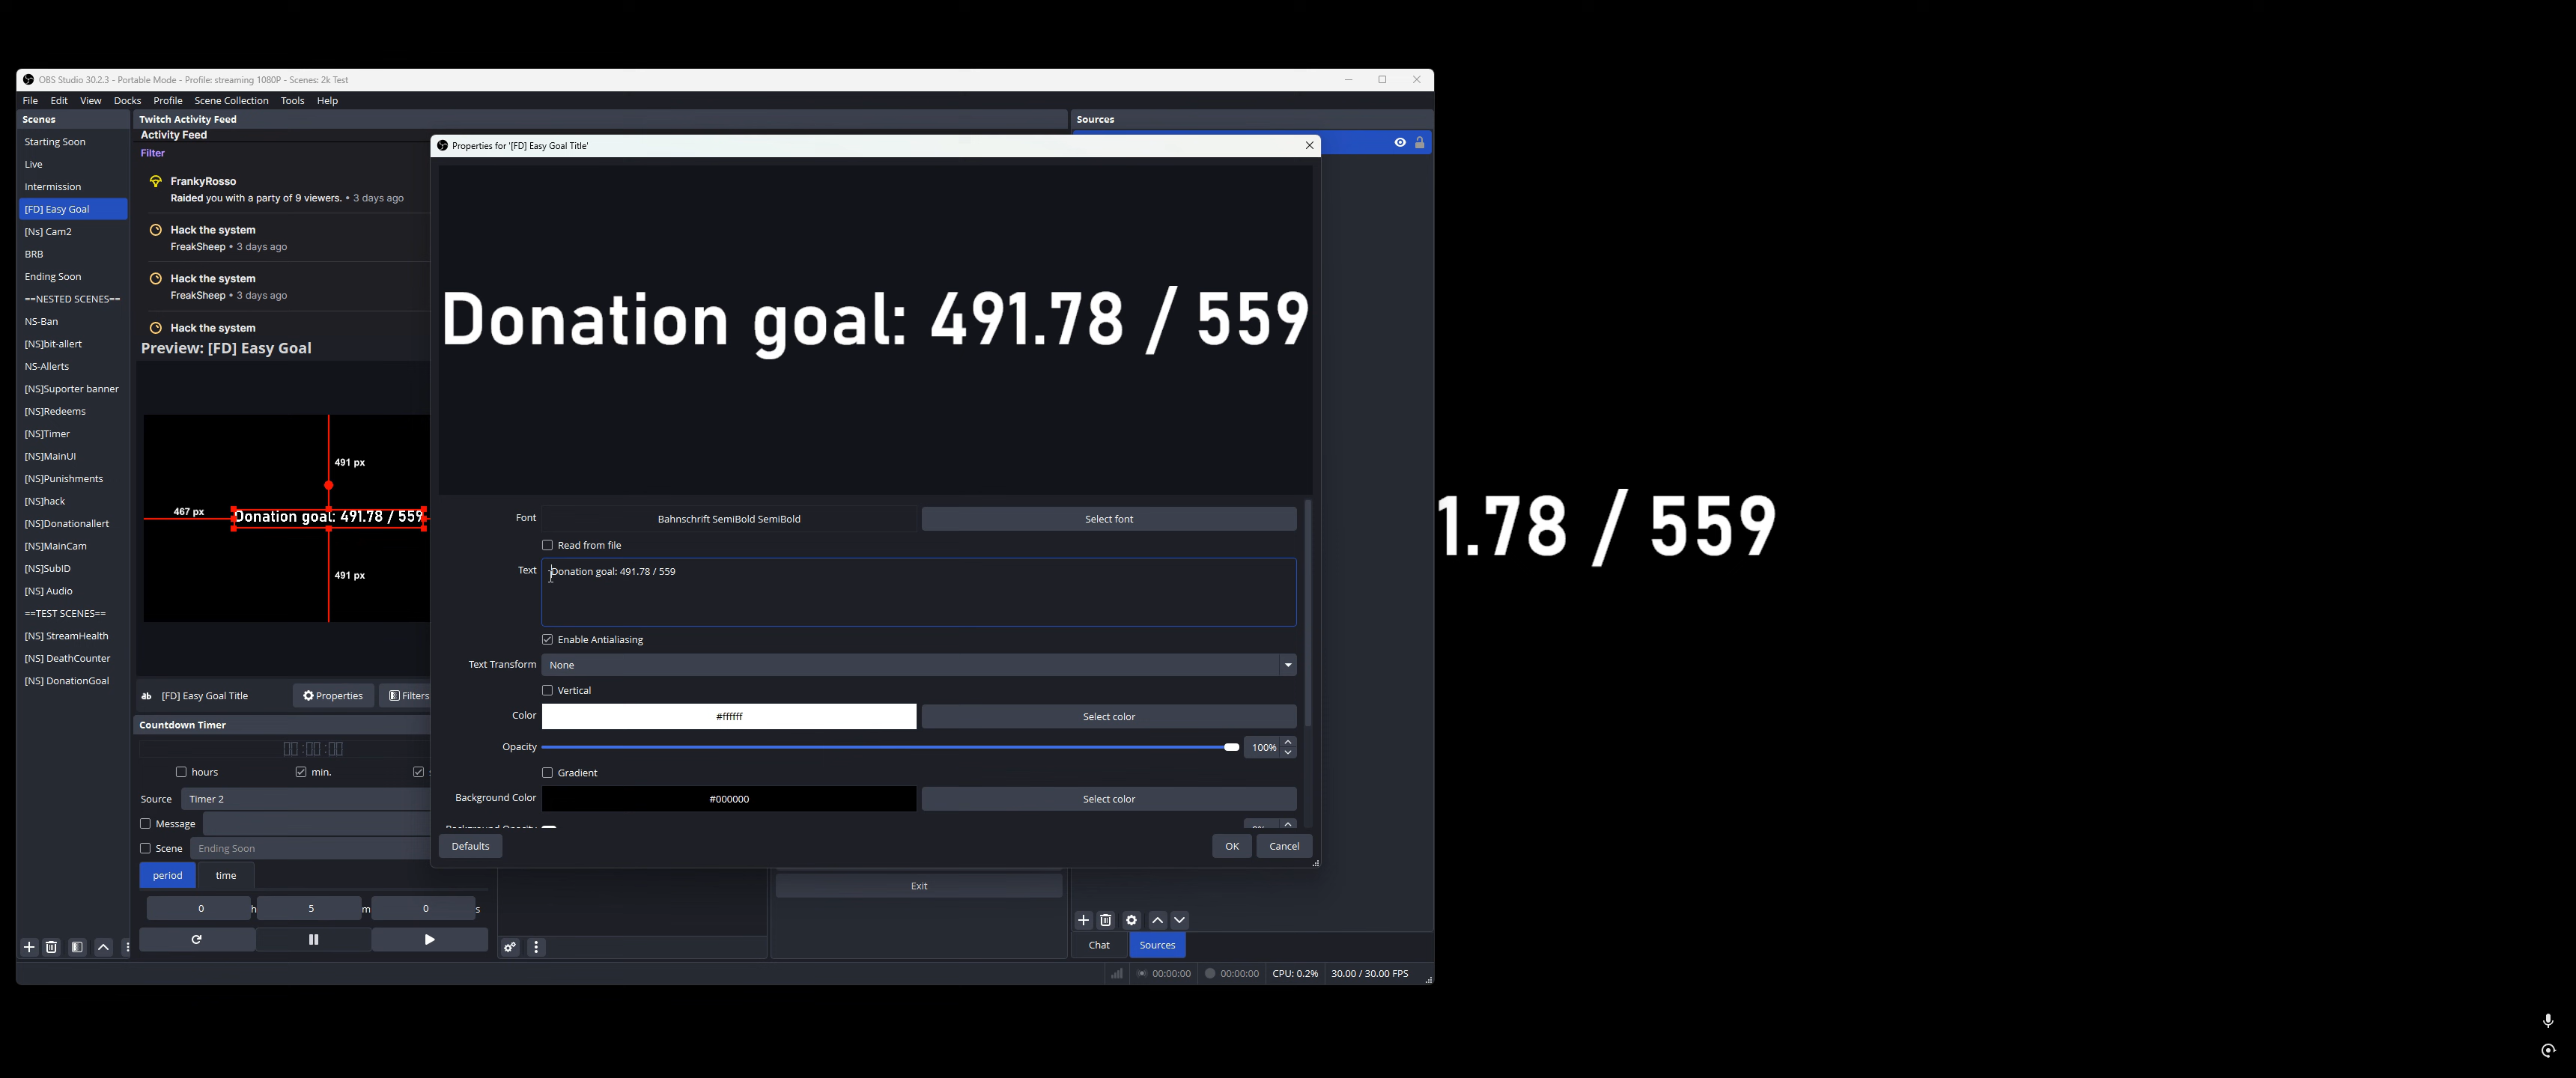 OBS Studio 30.2.3 - Portable Mode - Profile: streaming 1080P - Scenes: 2k Test
File Edit View Docks Profile Scene Collection Tools Help
Scenes
Starting Soon
Live
Intermission
[FD] Easy Goal
[Ns] Cam2
BRB
Ending Soon
==NESTED SCENES==
NS-Ban
[NS]bit-allert
NS-Allerts
[NS]Suporter banner
[NS]Redeems
[NS]Timer
[NS]MainUI
[NS]Punishments
[NS]hack
[NS]Donationallert
[NS]MainCam
[NS]SubID
[NS] Audio
==TEST SCENES==
[NS] StreamHealth
[NS] DeathCounter
[NS] DonationGoal
Twitch Activity Feed
Activity Feed
Filter
FrankyRosso
Raided you with a party of 9 viewers. • 3 days ago
Hack the system
FreakSheep • 3 days ago
Hack the system
FreakSheep • 3 days ago
Hack the system
Preview: [FD] Easy Goal
491 px
467 px
Donation goal: 491.78 / 559
491 px
ab [FD] Easy Goal Title Properties Filters
Countdown Timer
00:00:00
hours min.
Source Timer 2
Message
Scene Ending Soon
period time
0 h 5 m 0 s
Properties for '[FD] Easy Goal Title'
Donation goal: 491.78 / 559
Font Bahnschrift SemiBold SemiBold Select font
Read from file
Text Donation goal: 491.78 / 559
Enable Antialiasing
Text Transform None
Vertical
Color #ffffff Select color
Opacity 100%
Gradient
Background Color #000000 Select color
Defaults OK Cancel
Exit
Sources
Chat Sources
00:00:00 00:00:00 CPU: 0.2% 30.00 / 30.00 FPS
1.78 / 559